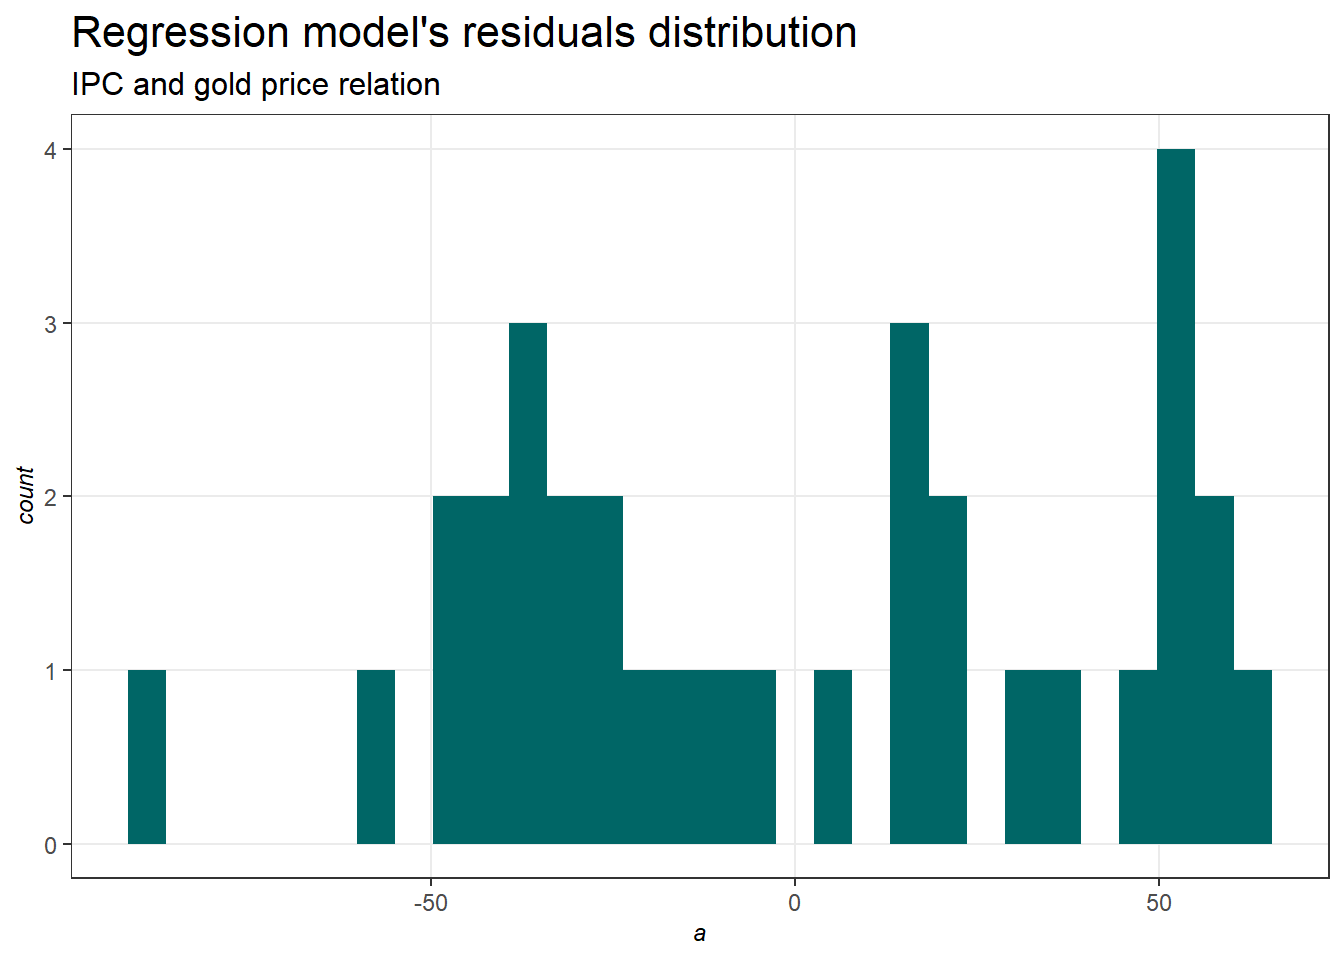 Regression model's residuals distribution
IPC and gold price relation
4
3
2
1
0
count
-50
0
50
a